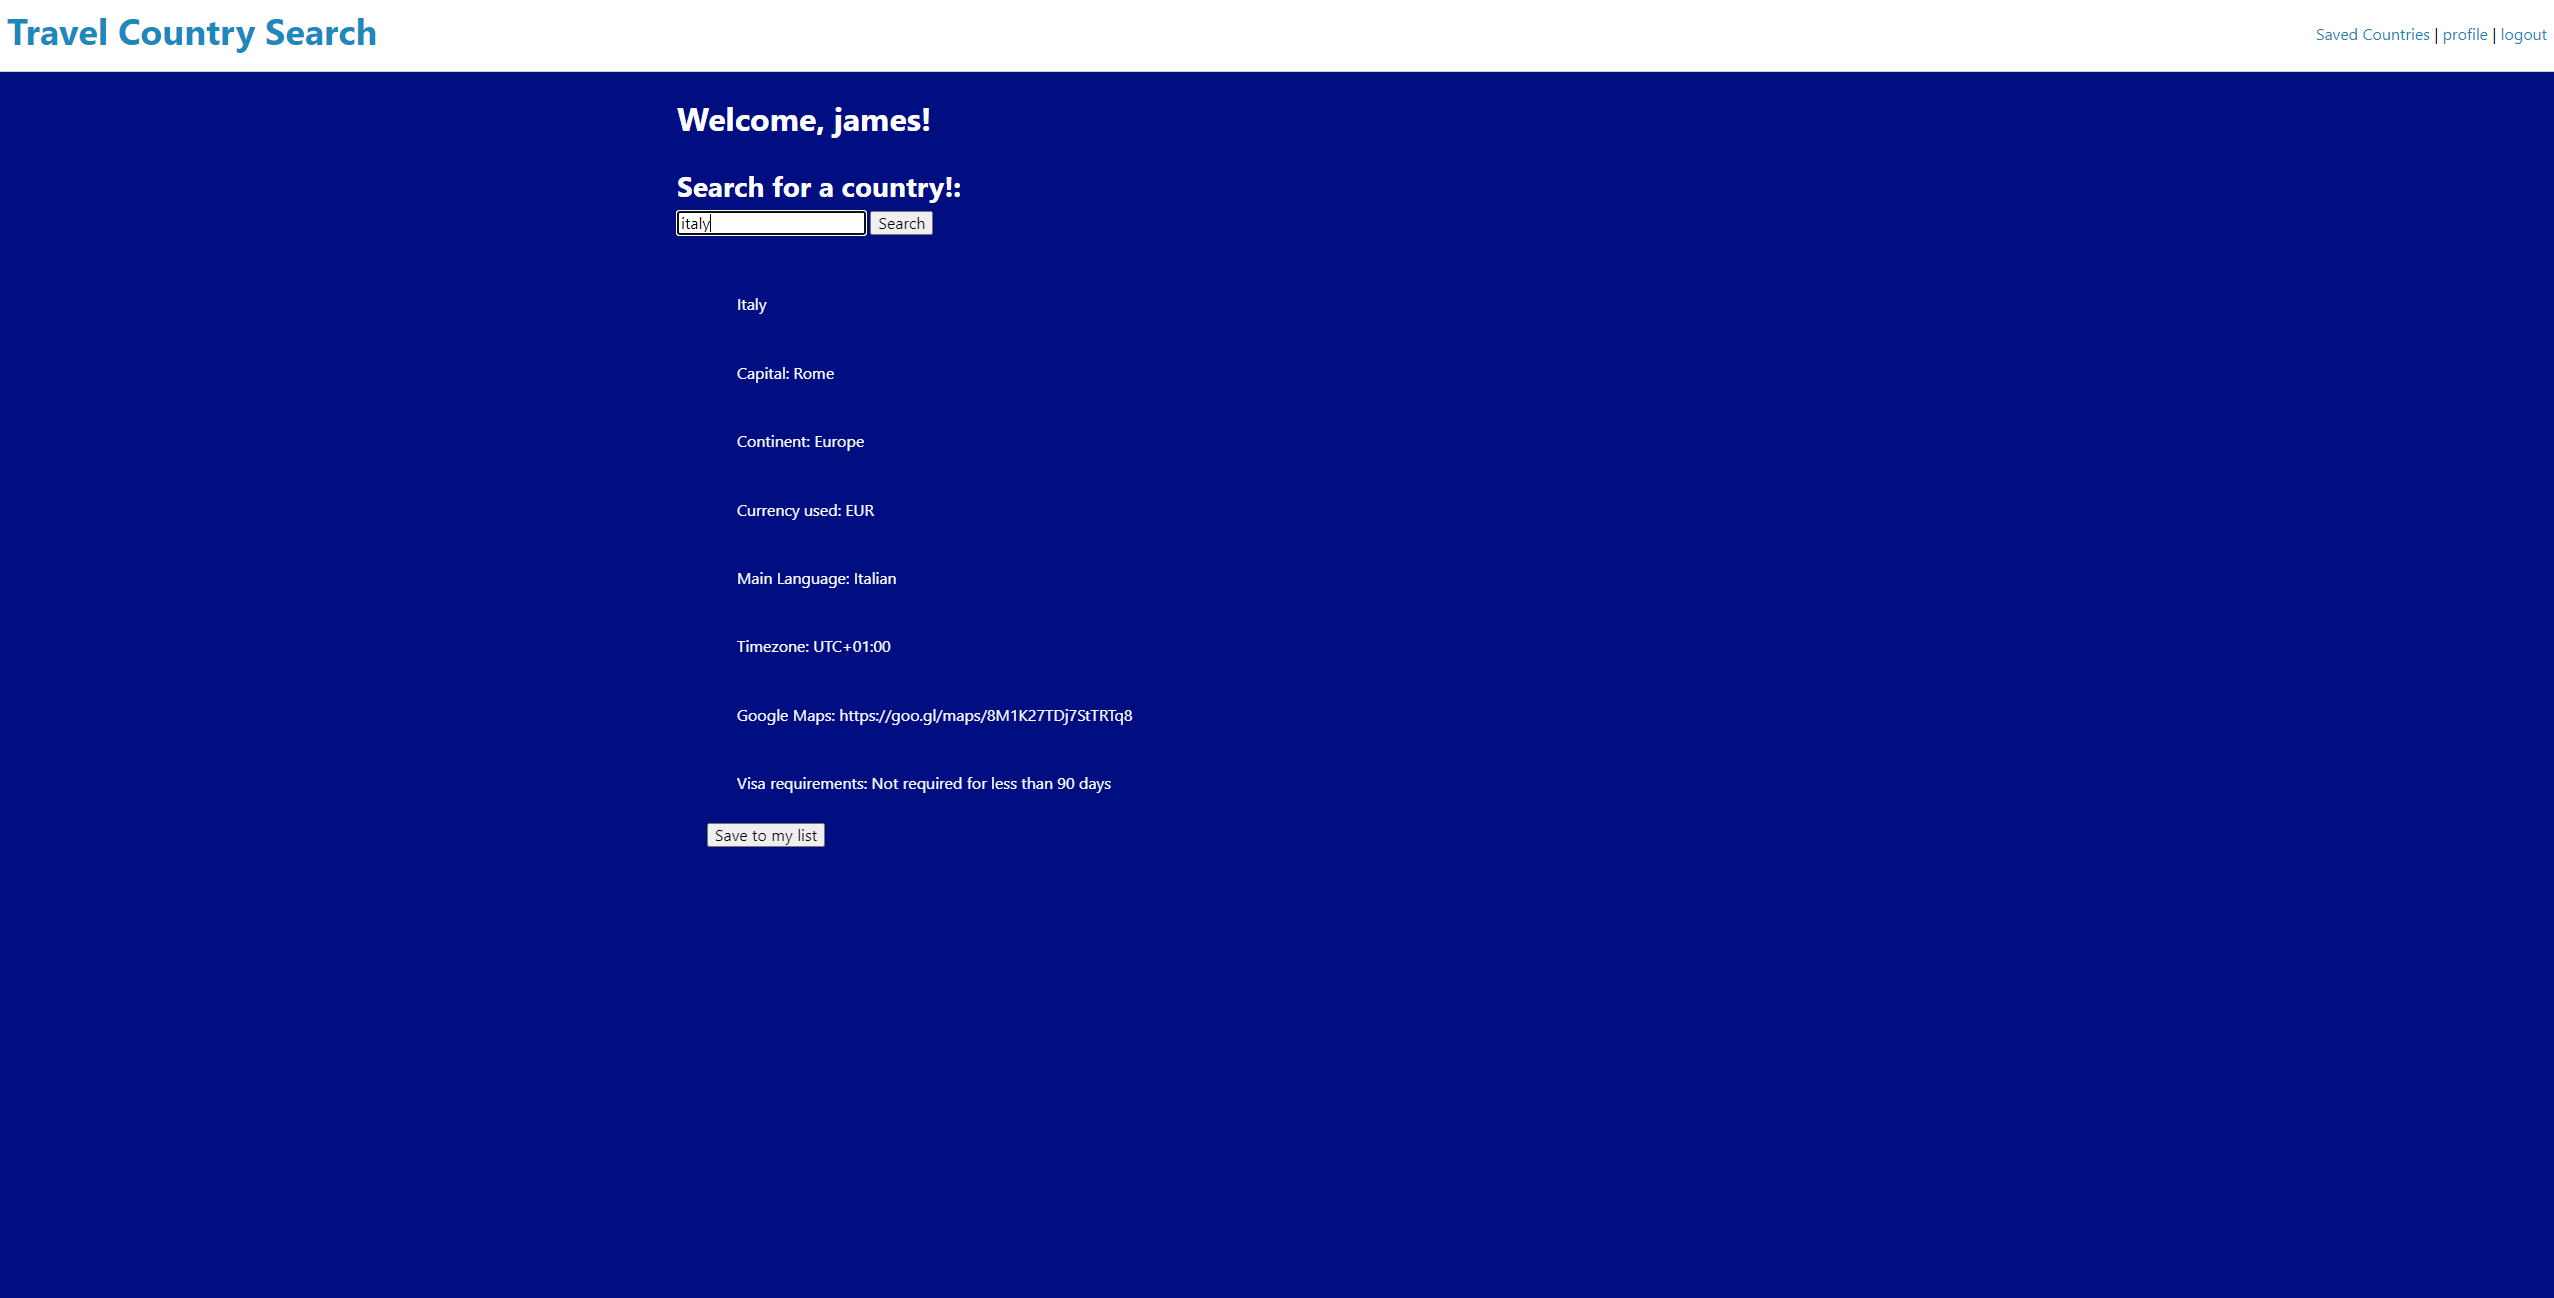 Travel Country Search
Saved Countries | profile | logout
Welcome, james!
Search for a country!:
italy Search
Italy
Capital: Rome
Continent: Europe
Currency used: EUR
Main Language: Italian
Timezone: UTC+01:00
Google Maps: https://goo.gl/maps/8M1K27TDj7StTRTq8
Visa requirements: Not required for less than 90 days
Save to my list